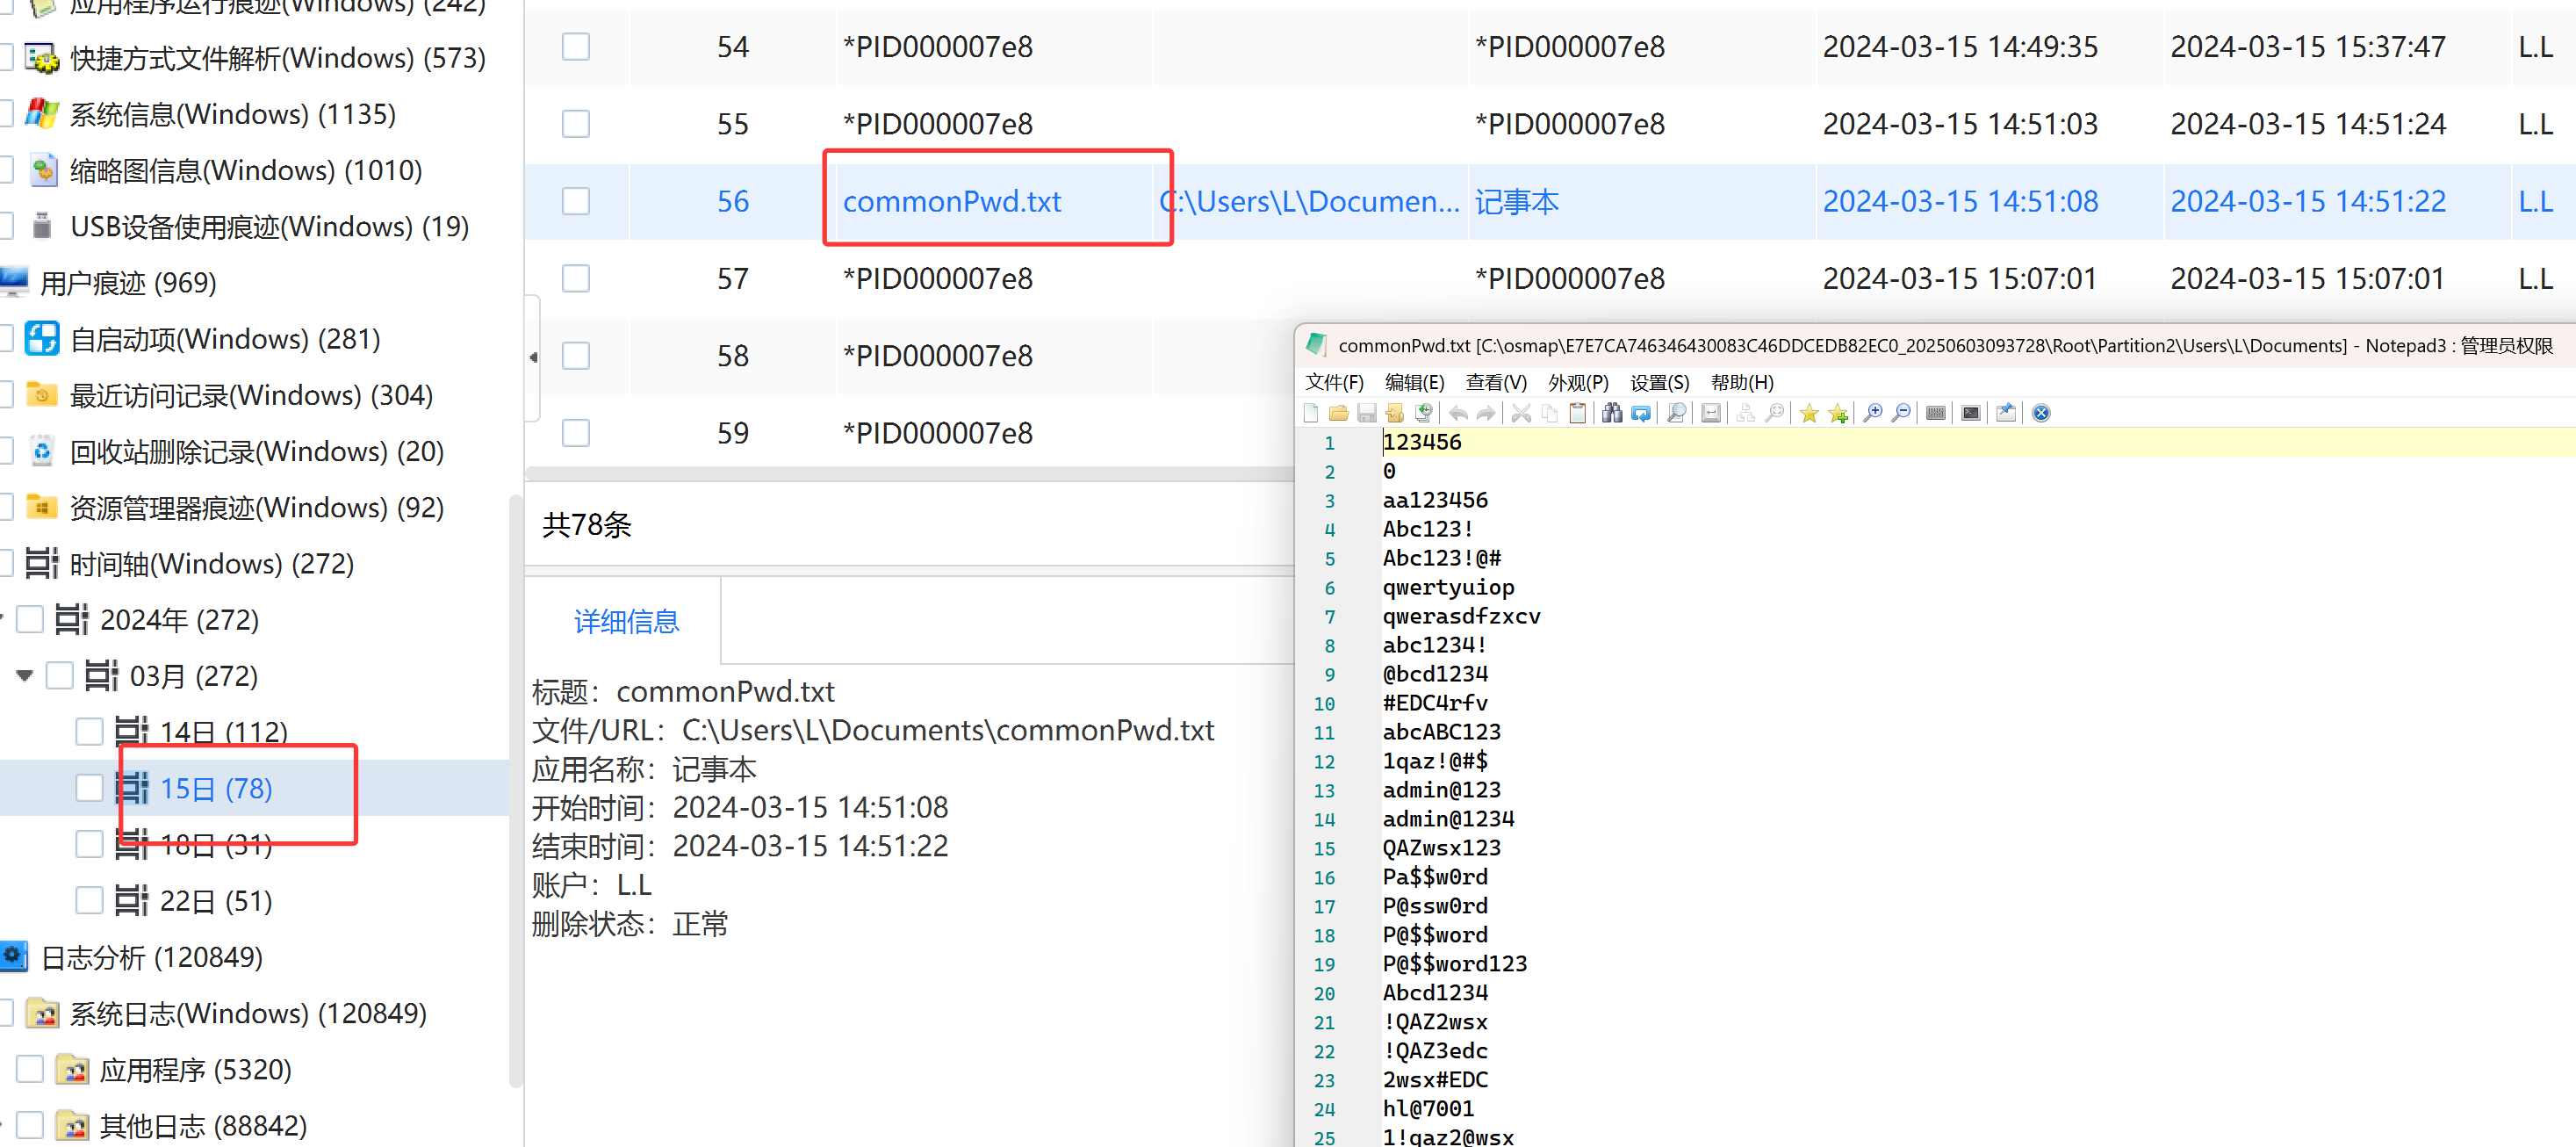 应用程序运行痕迹(Windows) (242)
快捷方式文件解析(Windows) (573)
系统信息(Windows) (1135)
缩略图信息(Windows) (1010)
USB设备使用痕迹(Windows) (19)
用户痕迹 (969)
自启动项(Windows) (281)
最近访问记录(Windows) (304)
回收站删除记录(Windows) (20)
资源管理器痕迹(Windows) (92)
时间轴(Windows) (272)
2024年 (272)
03月 (272)
14日 (112)
15日 (78)
18日 (31)
22日 (51)
日志分析 (120849)
系统日志(Windows) (120849)
应用程序 (5320)
其他日志 (88842)
54 *PID000007e8 *PID000007e8 2024-03-15 14:49:35 2024-03-15 15:37:47 L.L
55 *PID000007e8 *PID000007e8 2024-03-15 14:51:03 2024-03-15 14:51:24 L.L
56 commonPwd.txt C:\Users\L\Documen... 记事本 2024-03-15 14:51:08 2024-03-15 14:51:22 L.L
57 *PID000007e8 *PID000007e8 2024-03-15 15:07:01 2024-03-15 15:07:01 L.L
58 *PID000007e8
59 *PID000007e8
共78条
详细信息
标题：commonPwd.txt
文件/URL：C:\Users\L\Documents\commonPwd.txt
应用名称：记事本
开始时间：2024-03-15 14:51:08
结束时间：2024-03-15 14:51:22
账户：L.L
删除状态：正常
commonPwd.txt [C:\osmap\E7E7CA746346430083C46DDCEDB82EC0_20250603093728\Root\Partition2\Users\L\Documents] - Notepad3 : 管理员权限
文件(F) 编辑(E) 查看(V) 外观(P) 设置(S) 帮助(H)
1 123456
2 0
3 aa123456
4 Abc123!
5 Abc123!@#
6 qwertyuiop
7 qwerasdfzxcv
8 abc1234!
9 @bcd1234
10 #EDC4rfv
11 abcABC123
12 1qaz!@#$
13 admin@123
14 admin@1234
15 QAZwsx123
16 Pa$$w0rd
17 P@ssw0rd
18 P@$$word
19 P@$$word123
20 Abcd1234
21 !QAZ2wsx
22 !QAZ3edc
23 2wsx#EDC
24 hl@7001
25 1!qaz2@wsx